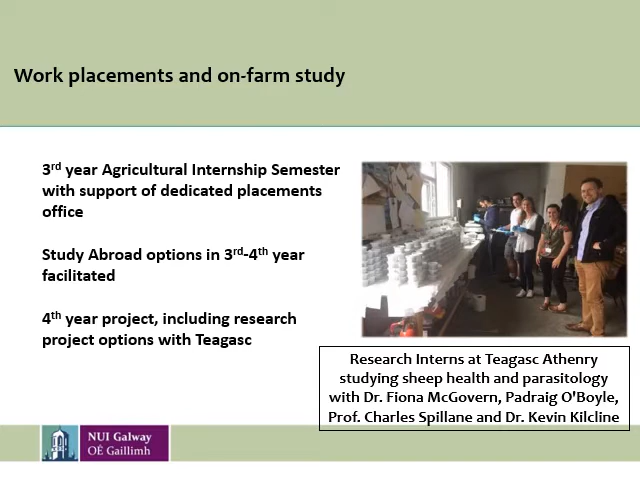 Work placements and on-farm study
3rd year Agricultural Internship Semester
with support of dedicated placements
office
Study Abroad options in 3rd-4th year
facilitated
4th year project, including research
project options with Teagasc
Research Interns at Teagasc Athenry
studying sheep health and parasitology
with Dr. Fiona McGovern, Padraig O'Boyle,
Prof. Charles Spillane and Dr. Kevin Kilcline
NUI Galway
OÉ Gaillimh